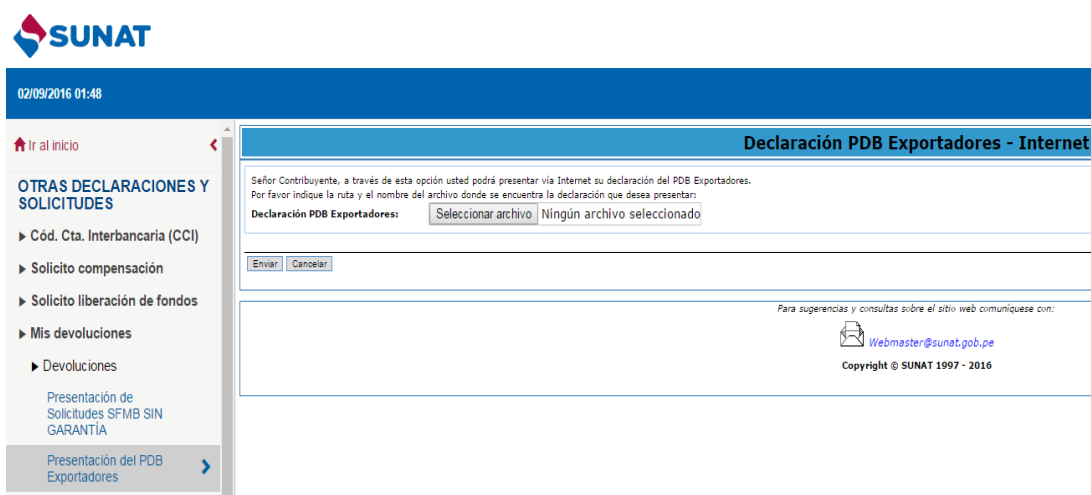 SUNAT
02/09/2016 01:48
Ir al inicio
OTRAS DECLARACIONES Y
SOLICITUDES
Cód. Cta. Interbancaria (CCI)
Solicito compensación
Solicito liberación de fondos
Mis devoluciones
Devoluciones
Presentación de
Solicitudes SFMB SIN
GARANTÍA
Presentación del PDB
Exportadores
Declaración PDB Exportadores - Internet
Señor Contribuyente, a través de esta opción usted podrá presentar vía Internet su declaración del PDB Exportadores.
Por favor indique la ruta y el nombre del archivo donde se encuentra la declaración que desea presentar:
Declaración PDB Exportadores: Seleccionar archivo Ningún archivo seleccionado
Enviar Cancelar
Para sugerencias y consultas sobre el sitio web comuníquese con:
Webmaster@sunat.gob.pe
Copyright © SUNAT 1997 - 2016